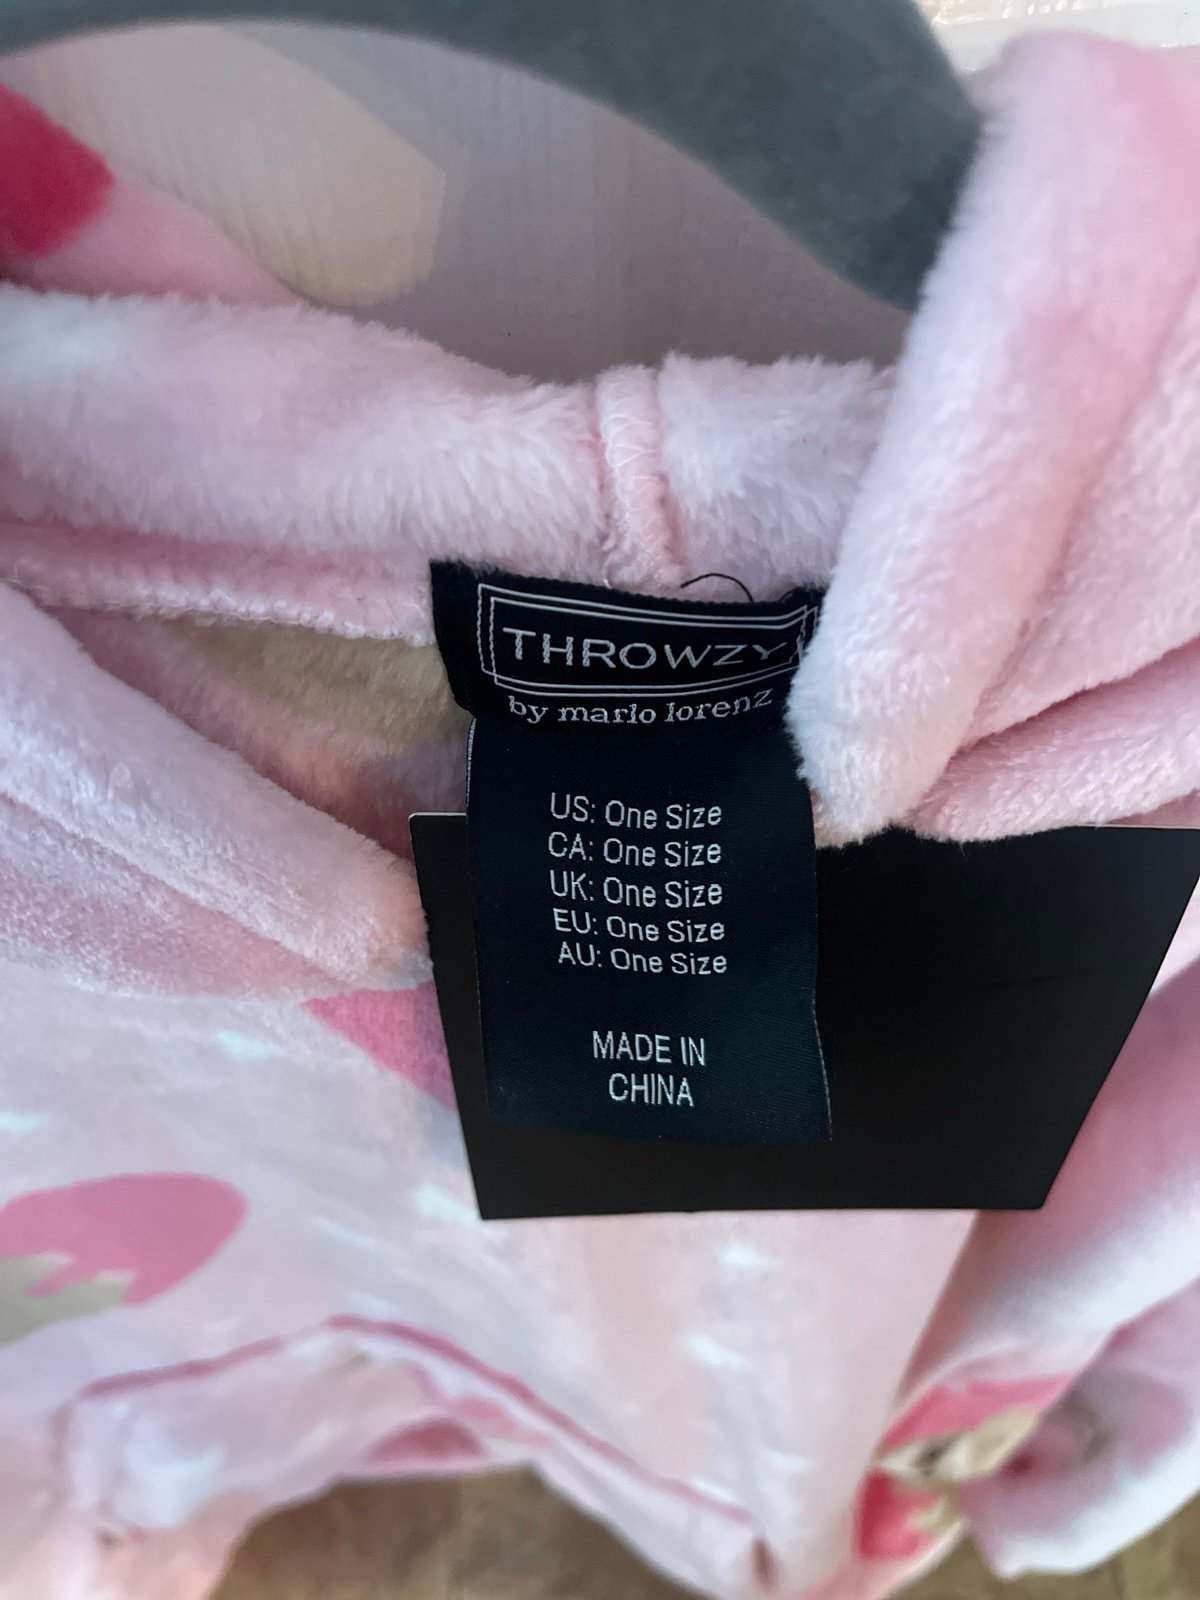 THROWZY
by marlo lorenz
US: One Size
CA: One Size
UK: One Size
EU: One Size
AU: One Size
MADE IN
CHINA